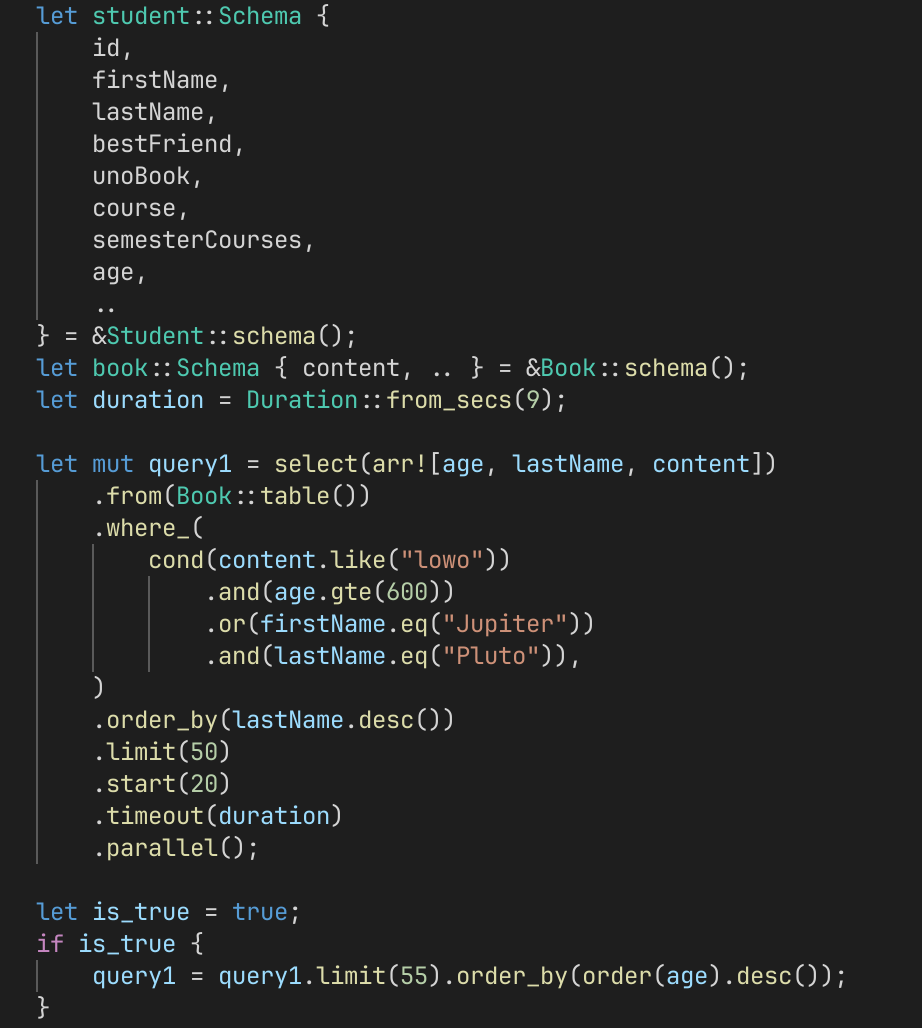 let student::Schema {
    id,
    firstName,
    lastName,
    bestFriend,
    unoBook,
    course,
    semesterCourses,
    age,
    ..
} = &Student::schema();
let book::Schema { content, .. } = &Book::schema();
let duration = Duration::from_secs(9);

let mut query1 = select(arr![age, lastName, content])
    .from(Book::table())
    .where_(
        cond(content.like("lowo"))
            .and(age.gte(600))
            .or(firstName.eq("Jupiter"))
            .and(lastName.eq("Pluto")),
    )
    .order_by(lastName.desc())
    .limit(50)
    .start(20)
    .timeout(duration)
    .parallel();

let is_true = true;
if is_true {
    query1 = query1.limit(55).order_by(order(age).desc());
}